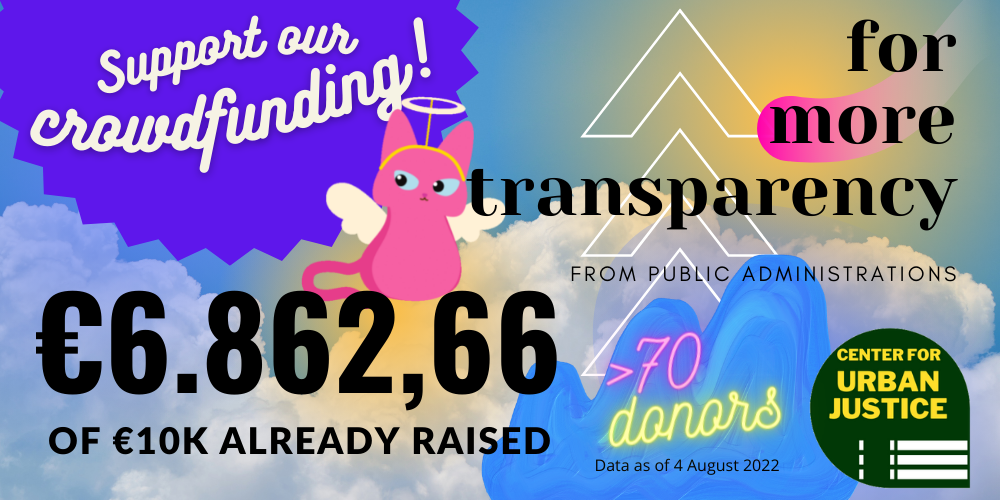 Support our
crowdfunding!
for
more
transparency
FROM PUBLIC ADMINISTRATIONS
€6.862,66
OF €10K ALREADY RAISED
>70
donors
Data as of 4 August 2022
CENTER FOR
URBAN
JUSTICE